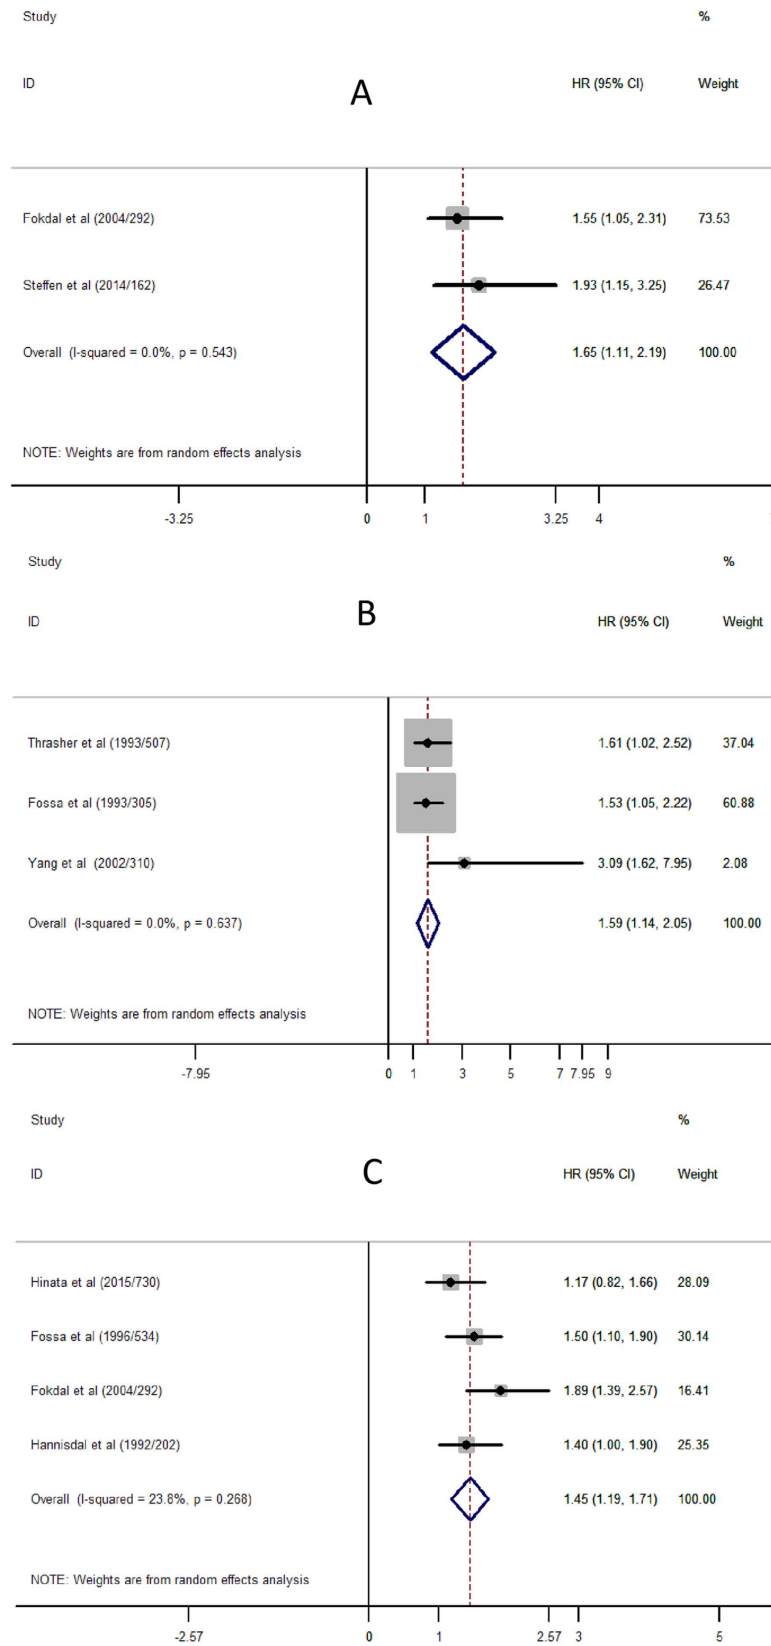 Study %
ID A HR (95% CI) Weight
Fokdal et al (2004/292) 1.55 (1.05, 2.31) 73.53
Steffen et al (2014/162) 1.93 (1.15, 3.25) 26.47
Overall (I-squared = 0.0%, p = 0.543) 1.65 (1.11, 2.19) 100.00
NOTE: Weights are from random effects analysis
-3.25 0 1 3.25 4
Study %
ID B HR (95% CI) Weight
Thrasher et al (1993/507) 1.61 (1.02, 2.52) 37.04
Fossa et al (1993/305) 1.53 (1.05, 2.22) 60.88
Yang et al (2002/310) 3.09 (1.62, 7.95) 2.08
Overall (I-squared = 0.0%, p = 0.637) 1.59 (1.14, 2.05) 100.00
NOTE: Weights are from random effects analysis
-7.95 0 1 3 5 7 7.95 9
Study %
ID C HR (95% CI) Weight
Hinata et al (2015/730) 1.17 (0.82, 1.66) 28.09
Fossa et al (1996/534) 1.50 (1.10, 1.90) 30.14
Fokdal et al (2004/292) 1.89 (1.39, 2.57) 16.41
Hannisdal et al (1992/202) 1.40 (1.00, 1.90) 25.35
Overall (I-squared = 23.8%, p = 0.268) 1.45 (1.19, 1.71) 100.00
NOTE: Weights are from random effects analysis
-2.57 0 1 2.57 3 5